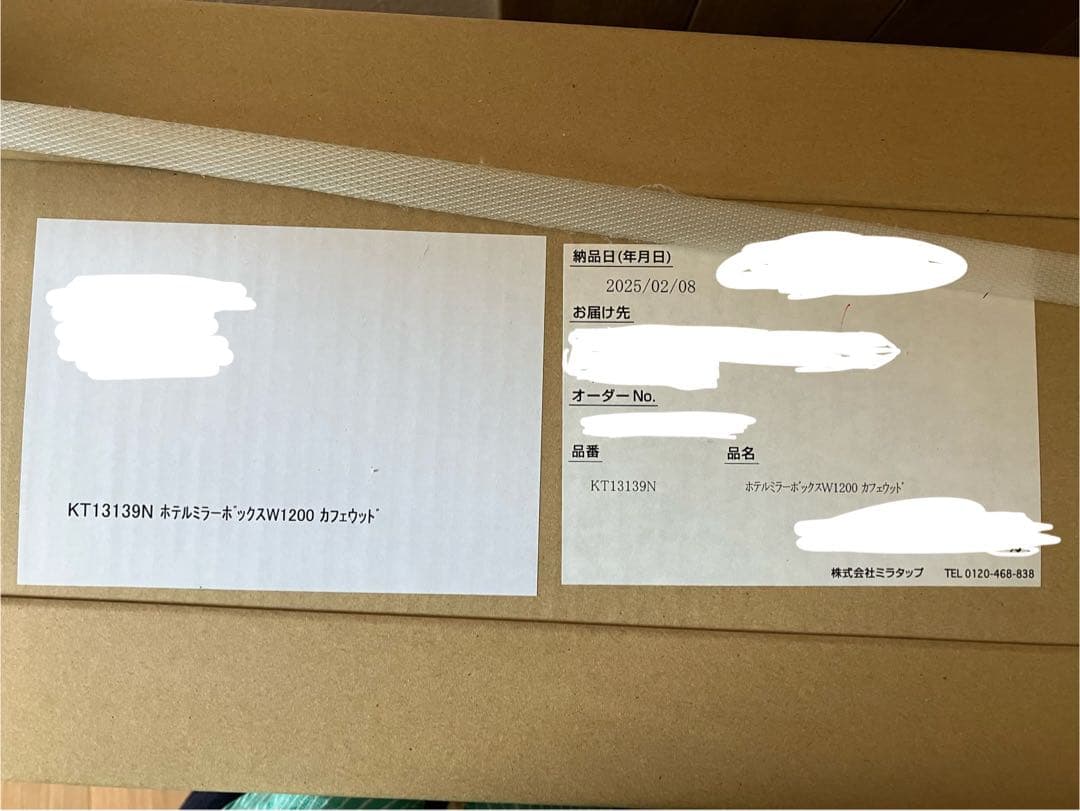 KT13139N ﾎﾃﾙﾐﾗｰﾎﾞｯｸｽW1200 ｶﾌｪｳｯﾄﾞ
納品日(年月日)
2025/02/08
お届け先
オーダーNo.
品番 品名
KT13139N ﾎﾃﾙﾐﾗｰﾎﾞｯｸｽW1200 ｶﾌｪｳｯﾄﾞ
株式会社ミラタップ TEL 0120-468-838